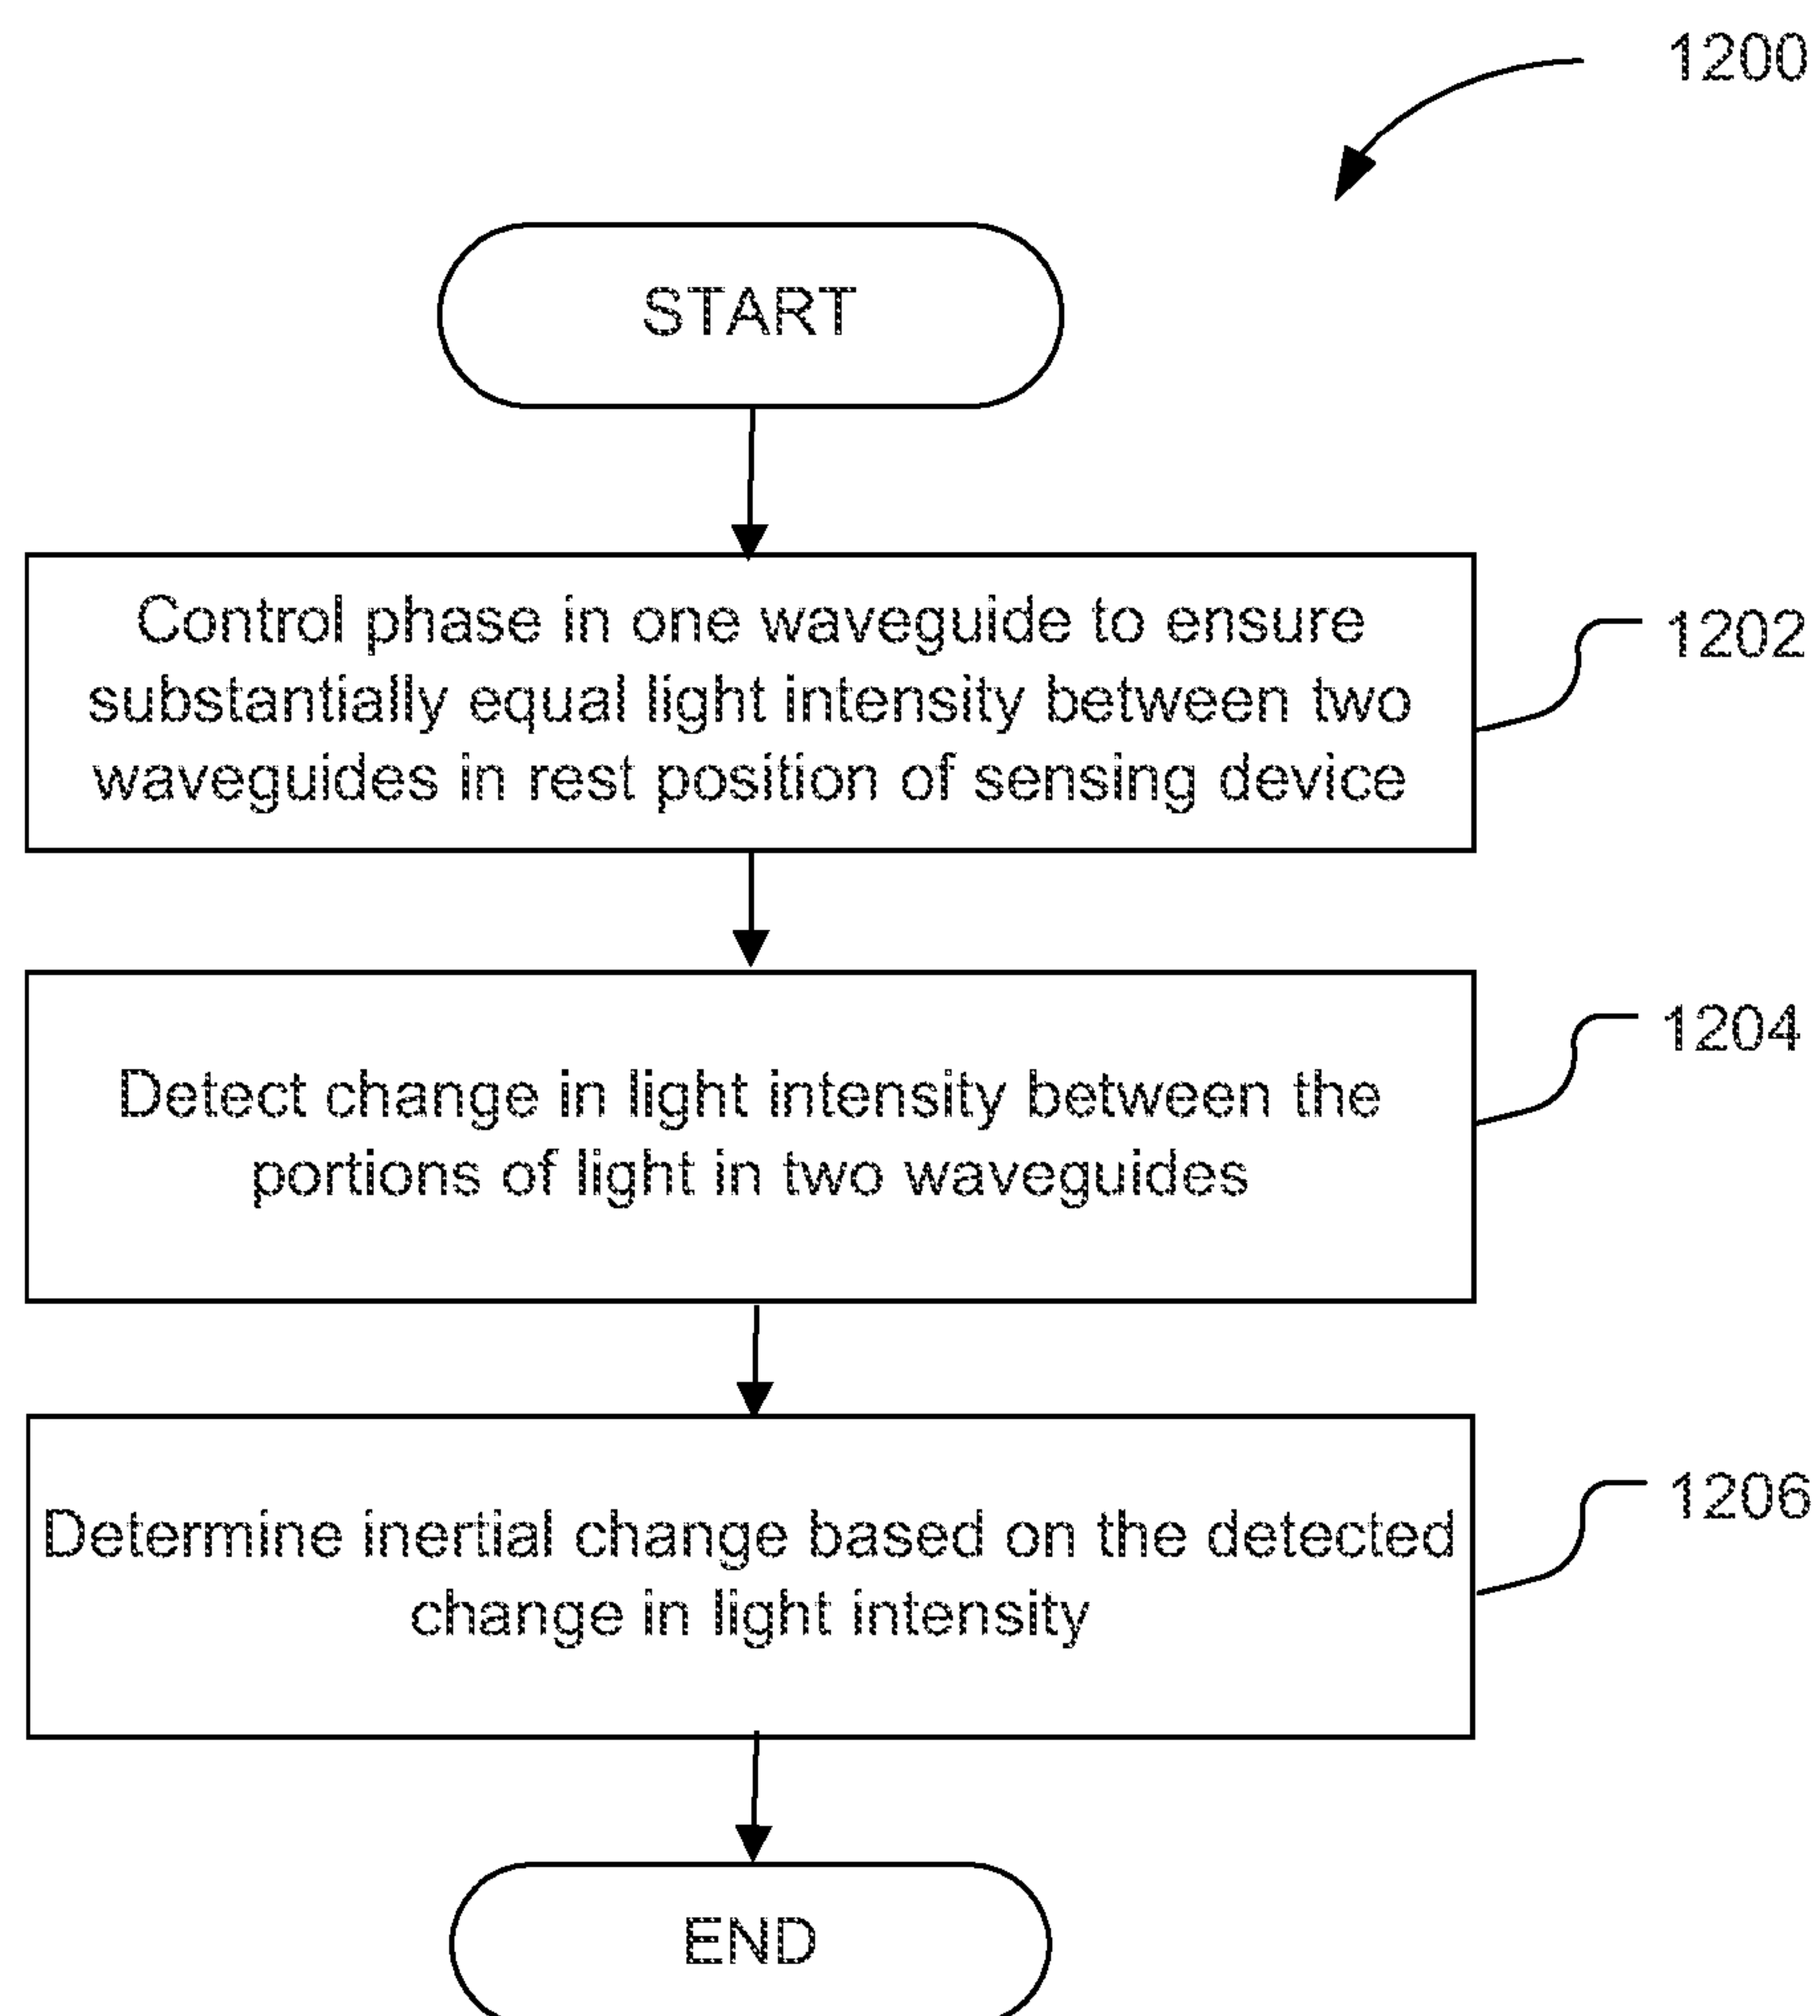 1200
START
Control phase in one waveguide to ensure
substantially equal light intensity between two
waveguides in rest position of sensing device
1202
Detect change in light intensity between the
portions of light in two waveguides
1204
Determine inertial change based on the detected
change in light intensity
1206
END